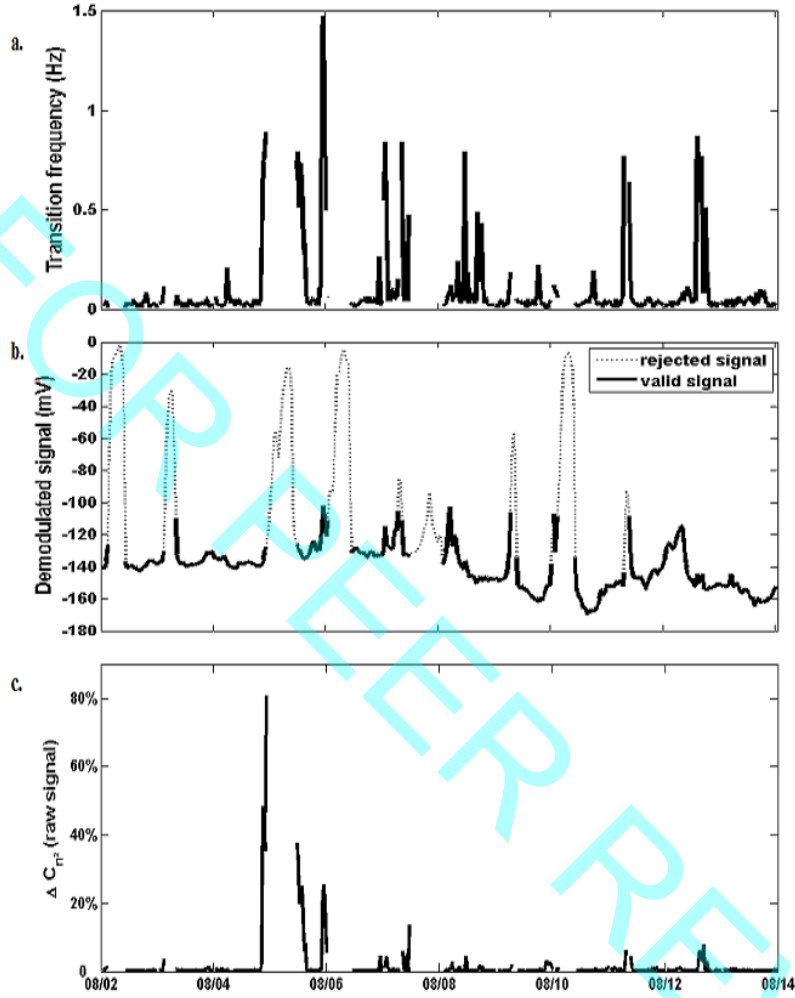 a.
Transition frequency (Hz)
1.5
1
0.5
0
b.
Demodulated signal (mV)
0
-20
-40
-60
-80
-100
-120
-140
-160
-180
rejected signal
valid signal
c.
Δ Cn² (raw signal)
80%
60%
40%
20%
0
08/02 08/04 08/06 08/08 08/10 08/12 08/14
FOR PEER RE